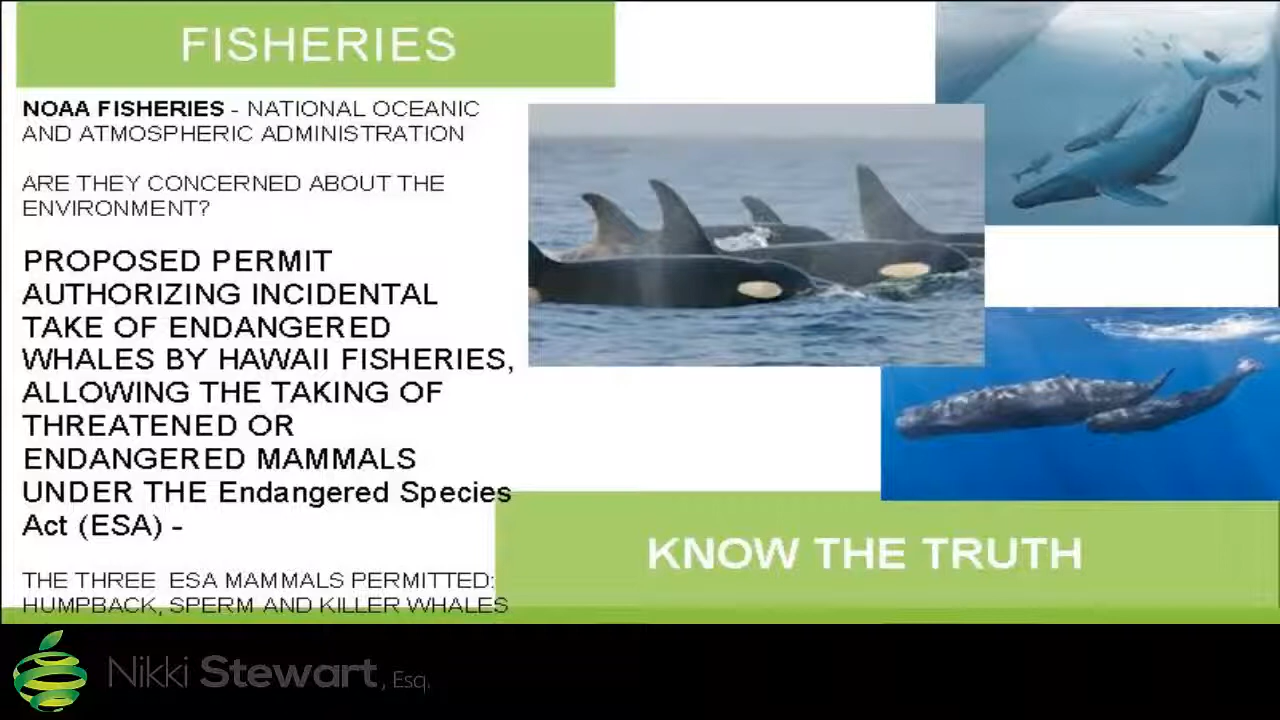 FISHERIES
NOAA FISHERIES - NATIONAL OCEANIC
AND ATMOSPHERIC ADMINISTRATION
ARE THEY CONCERNED ABOUT THE
ENVIRONMENT?
PROPOSED PERMIT
AUTHORIZING INCIDENTAL
TAKE OF ENDANGERED
WHALES BY HAWAII FISHERIES,
ALLOWING THE TAKING OF
THREATENED OR
ENDANGERED MAMMALS
UNDER THE Endangered Species
Act (ESA) -
THE THREE ESA MAMMALS PERMITTED:
HUMPBACK, SPERM AND KILLER WHALES
KNOW THE TRUTH
Nikki Stewart, Esq.